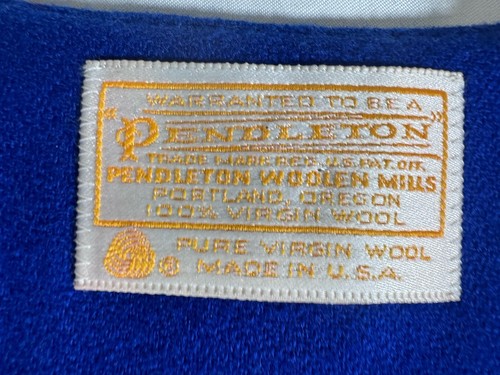 WARRANTED TO BE A
"PENDLETON"
TRADE MARK REG. U.S. PAT. OFF.
PENDLETON WOOLEN MILLS
PORTLAND, OREGON
100% VIRGIN WOOL
PURE VIRGIN WOOL
® MADE IN U.S.A.